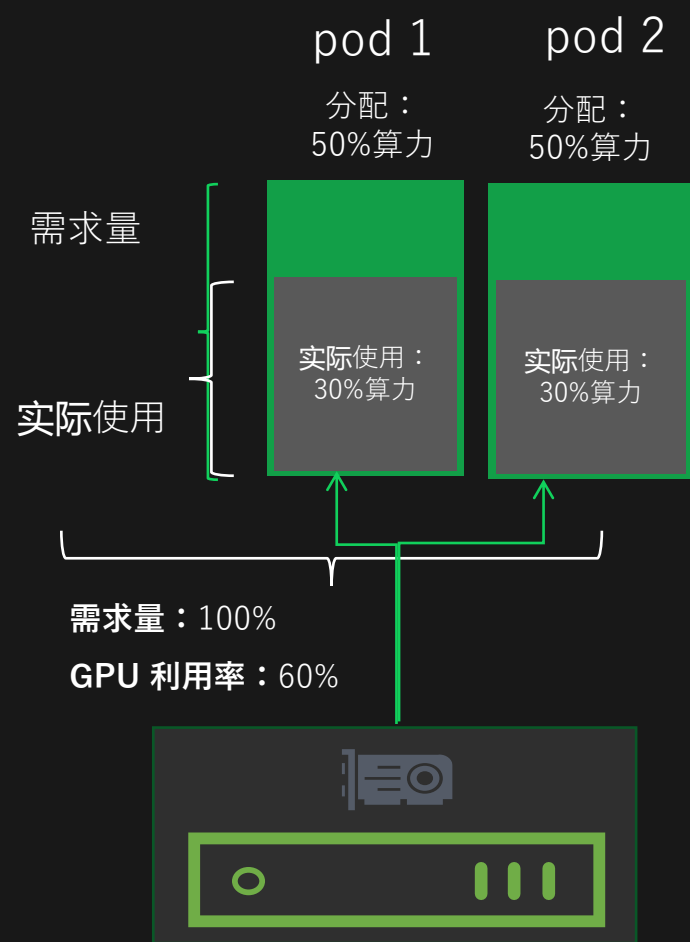 pod 1
pod 2
分配：
50%算力
分配：
50%算力
需求量
实际使用：
30%算力
实际使用：
30%算力
实际使用
需求量：100%
GPU 利用率：60%